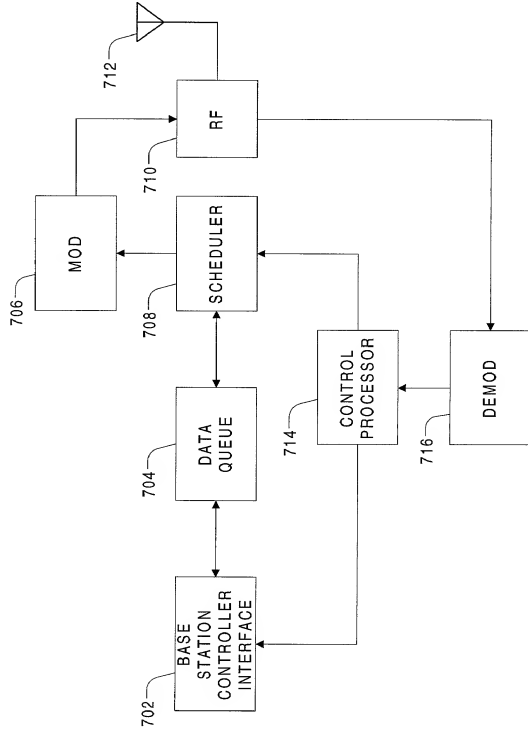 712
RF
710
MOD
706
SCHEDULER
708
DATA
QUEUE
704
BASE
STATION
CONTROLLER
INTERFACE
702
CONTROL
PROCESSOR
714
DEMOD
716